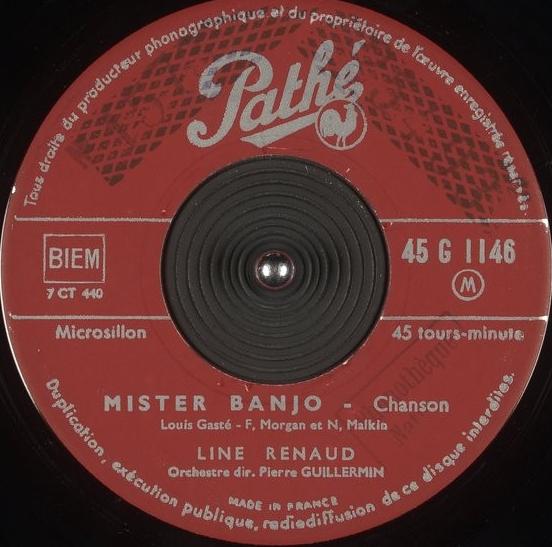 Tous droits du producteur phonographique et du propriétaire de l'œuvre enregistrée réservés.
Pathé
BIEM
7 CT 440
45 G 1146
M
Microsillon
45 tours-minute
MISTER BANJO - Chanson
Louis Gasté - F, Morgan et N, Malkin
LINE RENAUD
Orchestre dir. Pierre GUILLERMIN
MADE IN FRANCE
Duplication, exécution publique, radiodiffusion de ce disque interdites.